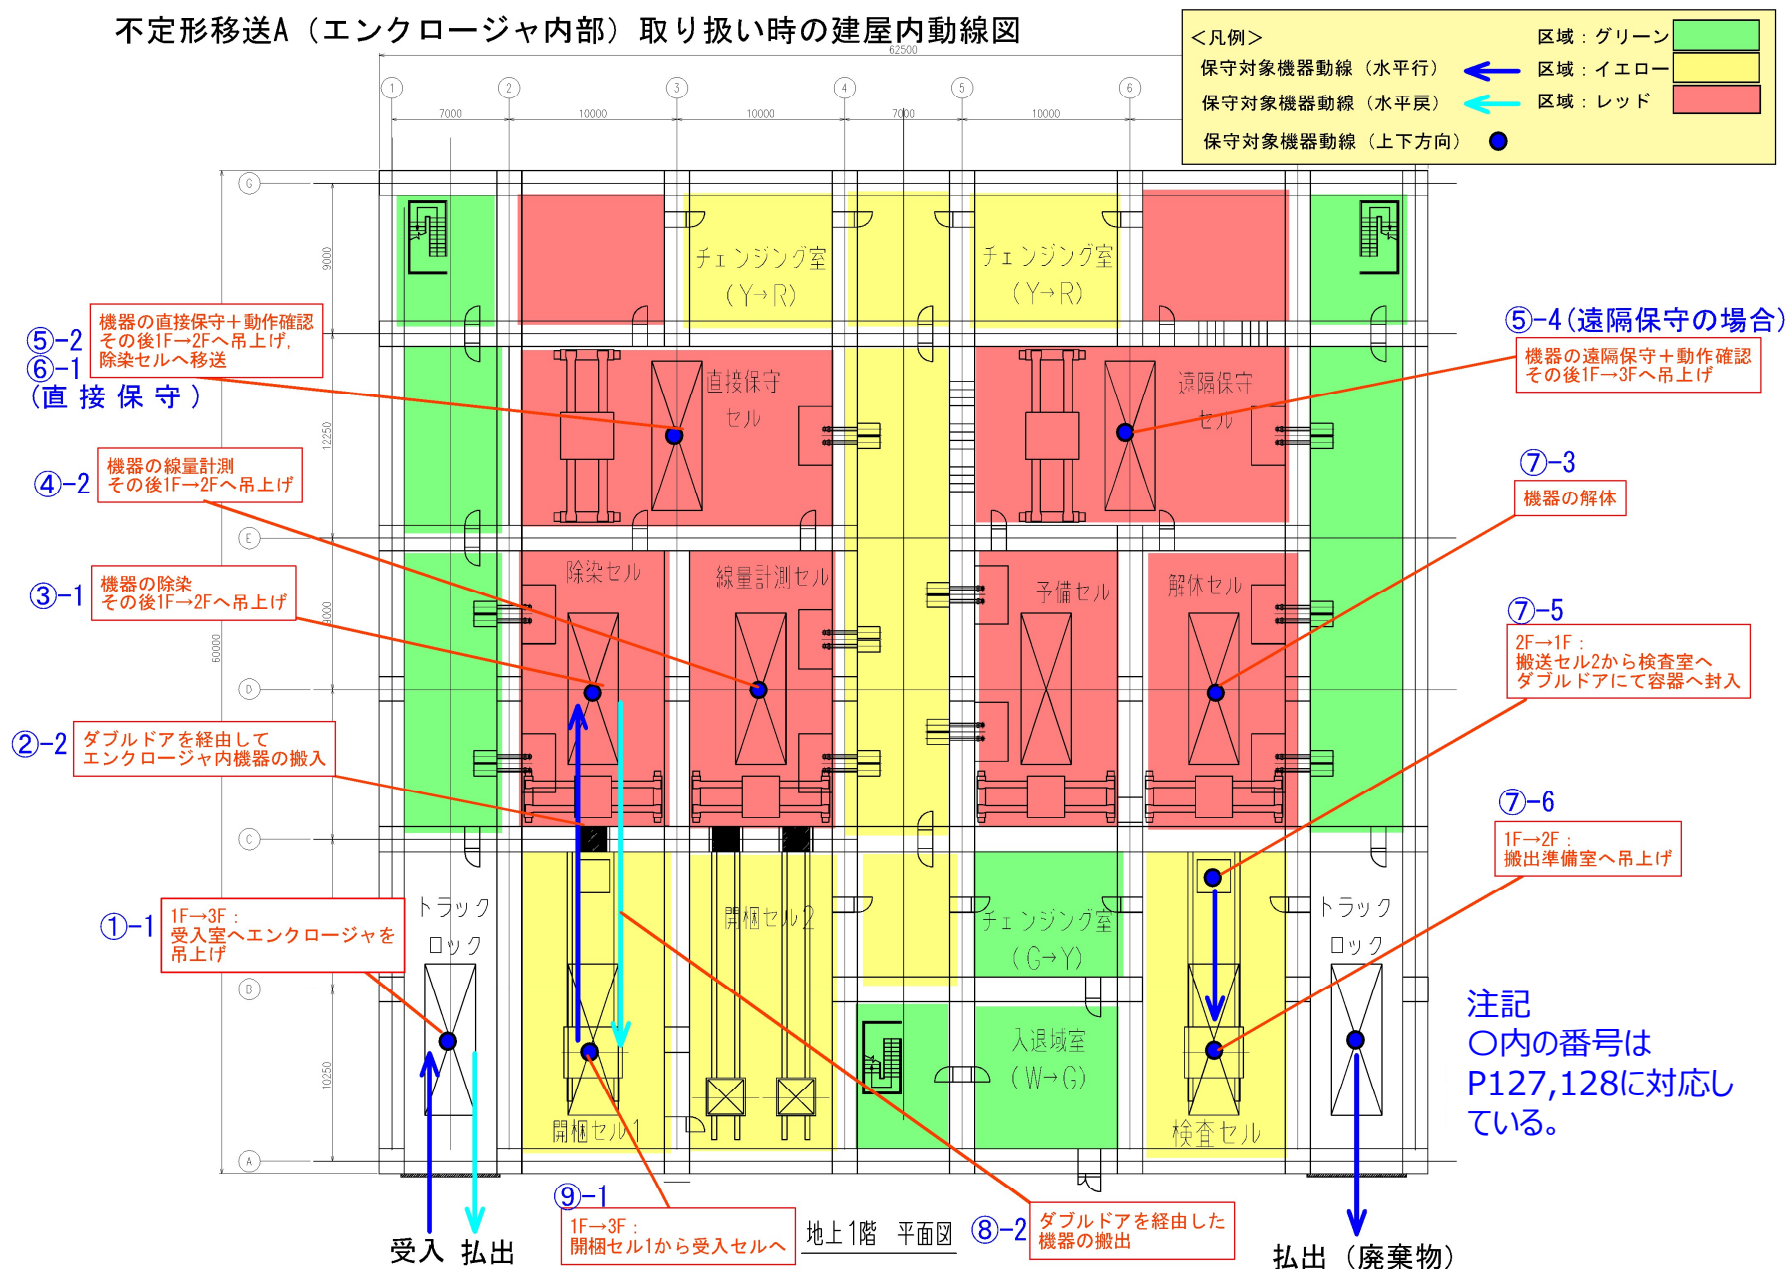 不定形移送A（エンクロージャ内部）取り扱い時の建屋内動線図
＜凡例＞
保守対象機器動線（水平行）
保守対象機器動線（水平戻）
保守対象機器動線（上下方向）
区域：グリーン
区域：イエロー
区域：レッド
62500
1
2
3
4
5
6
7000
10000
10000
7000
10000
G
E
D
C
B
A
9000
12250
9000
60000
10250
チェンジング室
（Y→R）
チェンジング室
（Y→R）
⑤-2
⑥-1
(直接保守)
機器の直接保守＋動作確認
その後1F→2Fへ吊上げ,
除染セルへ移送
直接保守
セル
遠隔保守
セル
⑤-4(遠隔保守の場合)
機器の遠隔保守＋動作確認
その後1F→3Fへ吊上げ
④-2
機器の線量計測
その後1F→2Fへ吊上げ
⑦-3
機器の解体
③-1
機器の除染
その後1F→2Fへ吊上げ
除染セル
線量計測セル
予備セル
解体セル
⑦-5
2F→1F：
搬送セル2から検査室へ
ダブルドアにて容器へ封入
②-2
ダブルドアを経由して
エンクロージャ内機器の搬入
⑦-6
1F→2F：
搬出準備室へ吊上げ
①-1
1F→3F：
受入室へエンクロージャを
吊上げ
トラック
ロック
開梱セル2
チェンジング室
（G→Y）
トラック
ロック
入退域室
（W→G）
開梱セル1
検査セル
注記
○内の番号は
P127,128に対応し
ている。
⑨-1
1F→3F：
開梱セル1から受入セルへ
地上1階　平面図
⑧-2
ダブルドアを経由した
機器の搬出
受入
払出
払出（廃棄物）